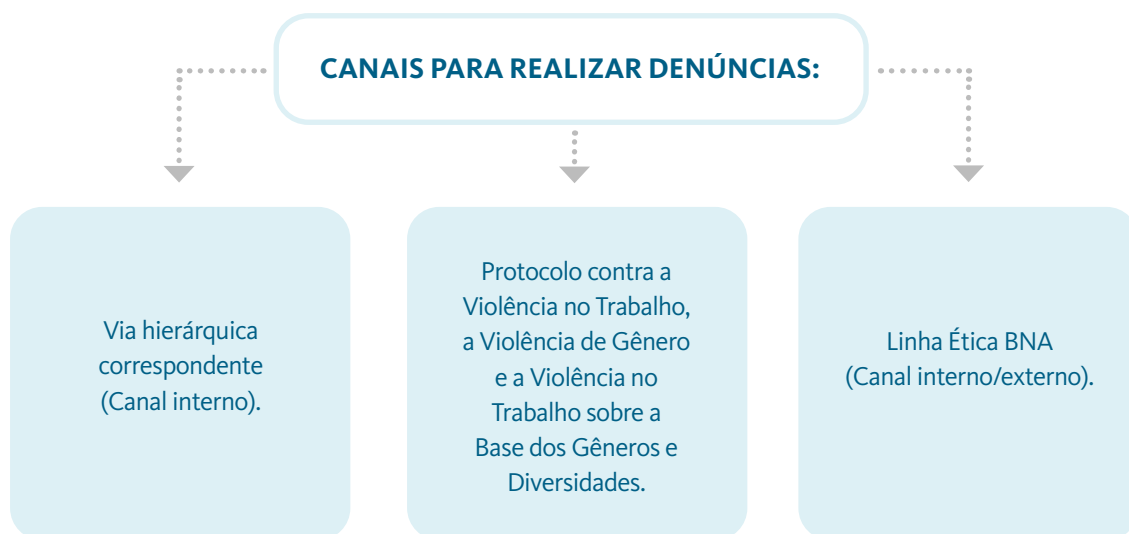 CANAIS PARA REALIZAR DENÚNCIAS:
Via hierárquica
correspondente
(Canal interno).
Protocolo contra a
Violência no Trabalho,
a Violência de Gênero
e a Violência no
Trabalho sobre a
Base dos Gêneros e
Diversidades.
Linha Ética BNA
(Canal interno/externo).